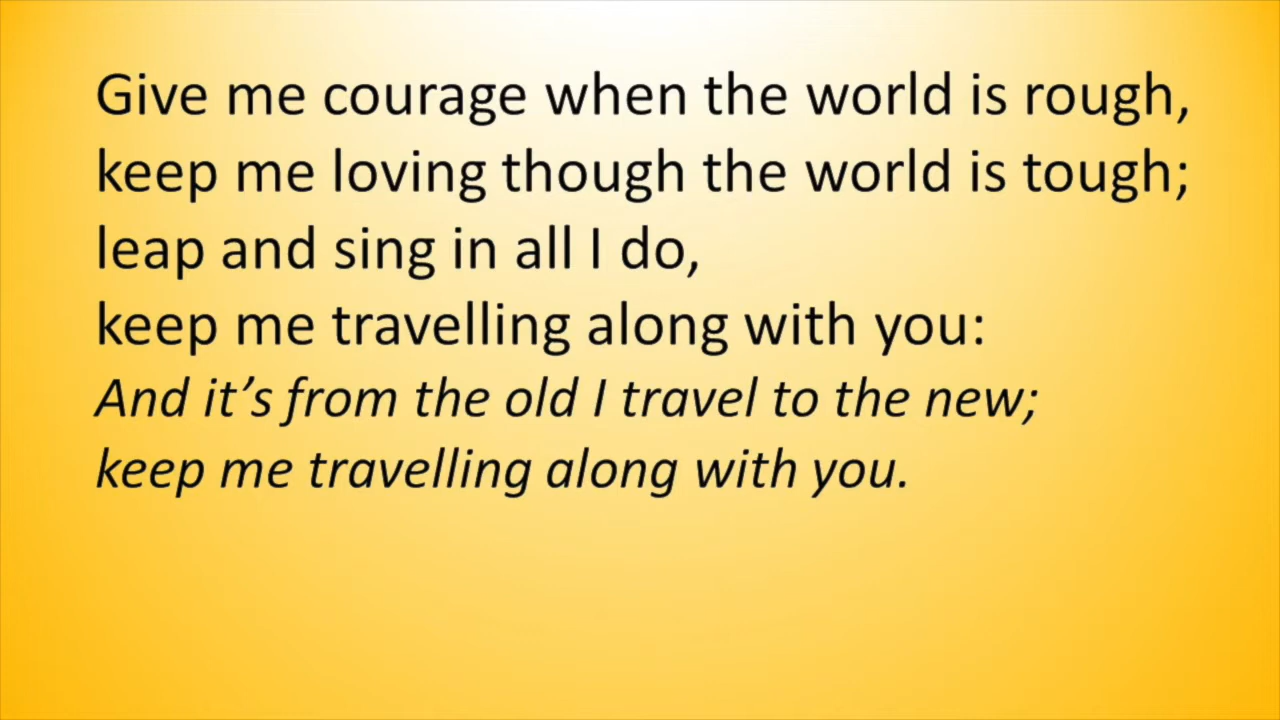 Give me courage when the world is rough,
keep me loving though the world is tough;
leap and sing in all I do,
keep me travelling along with you:
And it’s from the old I travel to the new;
keep me travelling along with you.